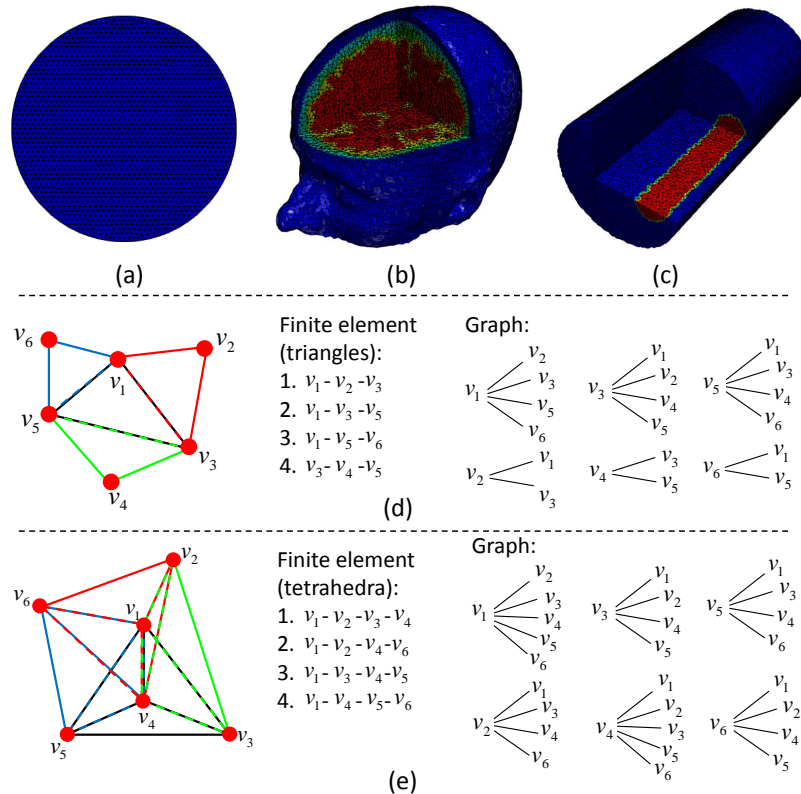 (a)
(b)
(c)
v6
v1
v2
v5
v3
v4
Finite element
(triangles):
1. v1 - v2 - v3
2. v1 - v3 - v5
3. v1 - v5 - v6
4. v3 - v4 - v5
Graph:
v1
v2
v3
v5
v6
v3
v1
v2
v4
v5
v5
v1
v3
v4
v6
v2
v1
v3
v4
v3
v5
v6
v1
v5
(d)
v2
v6
v1
v4
v5
v3
Finite element
(tetrahedra):
1. v1 - v2 - v3 - v4
2. v1 - v2 - v4 - v6
3. v1 - v3 - v4 - v5
4. v1 - v4 - v5 - v6
Graph:
v1
v2
v3
v4
v5
v6
v3
v1
v2
v4
v5
v5
v1
v3
v4
v6
v2
v1
v3
v4
v6
v4
v1
v2
v3
v5
v6
v6
v1
v2
v4
v5
(e)